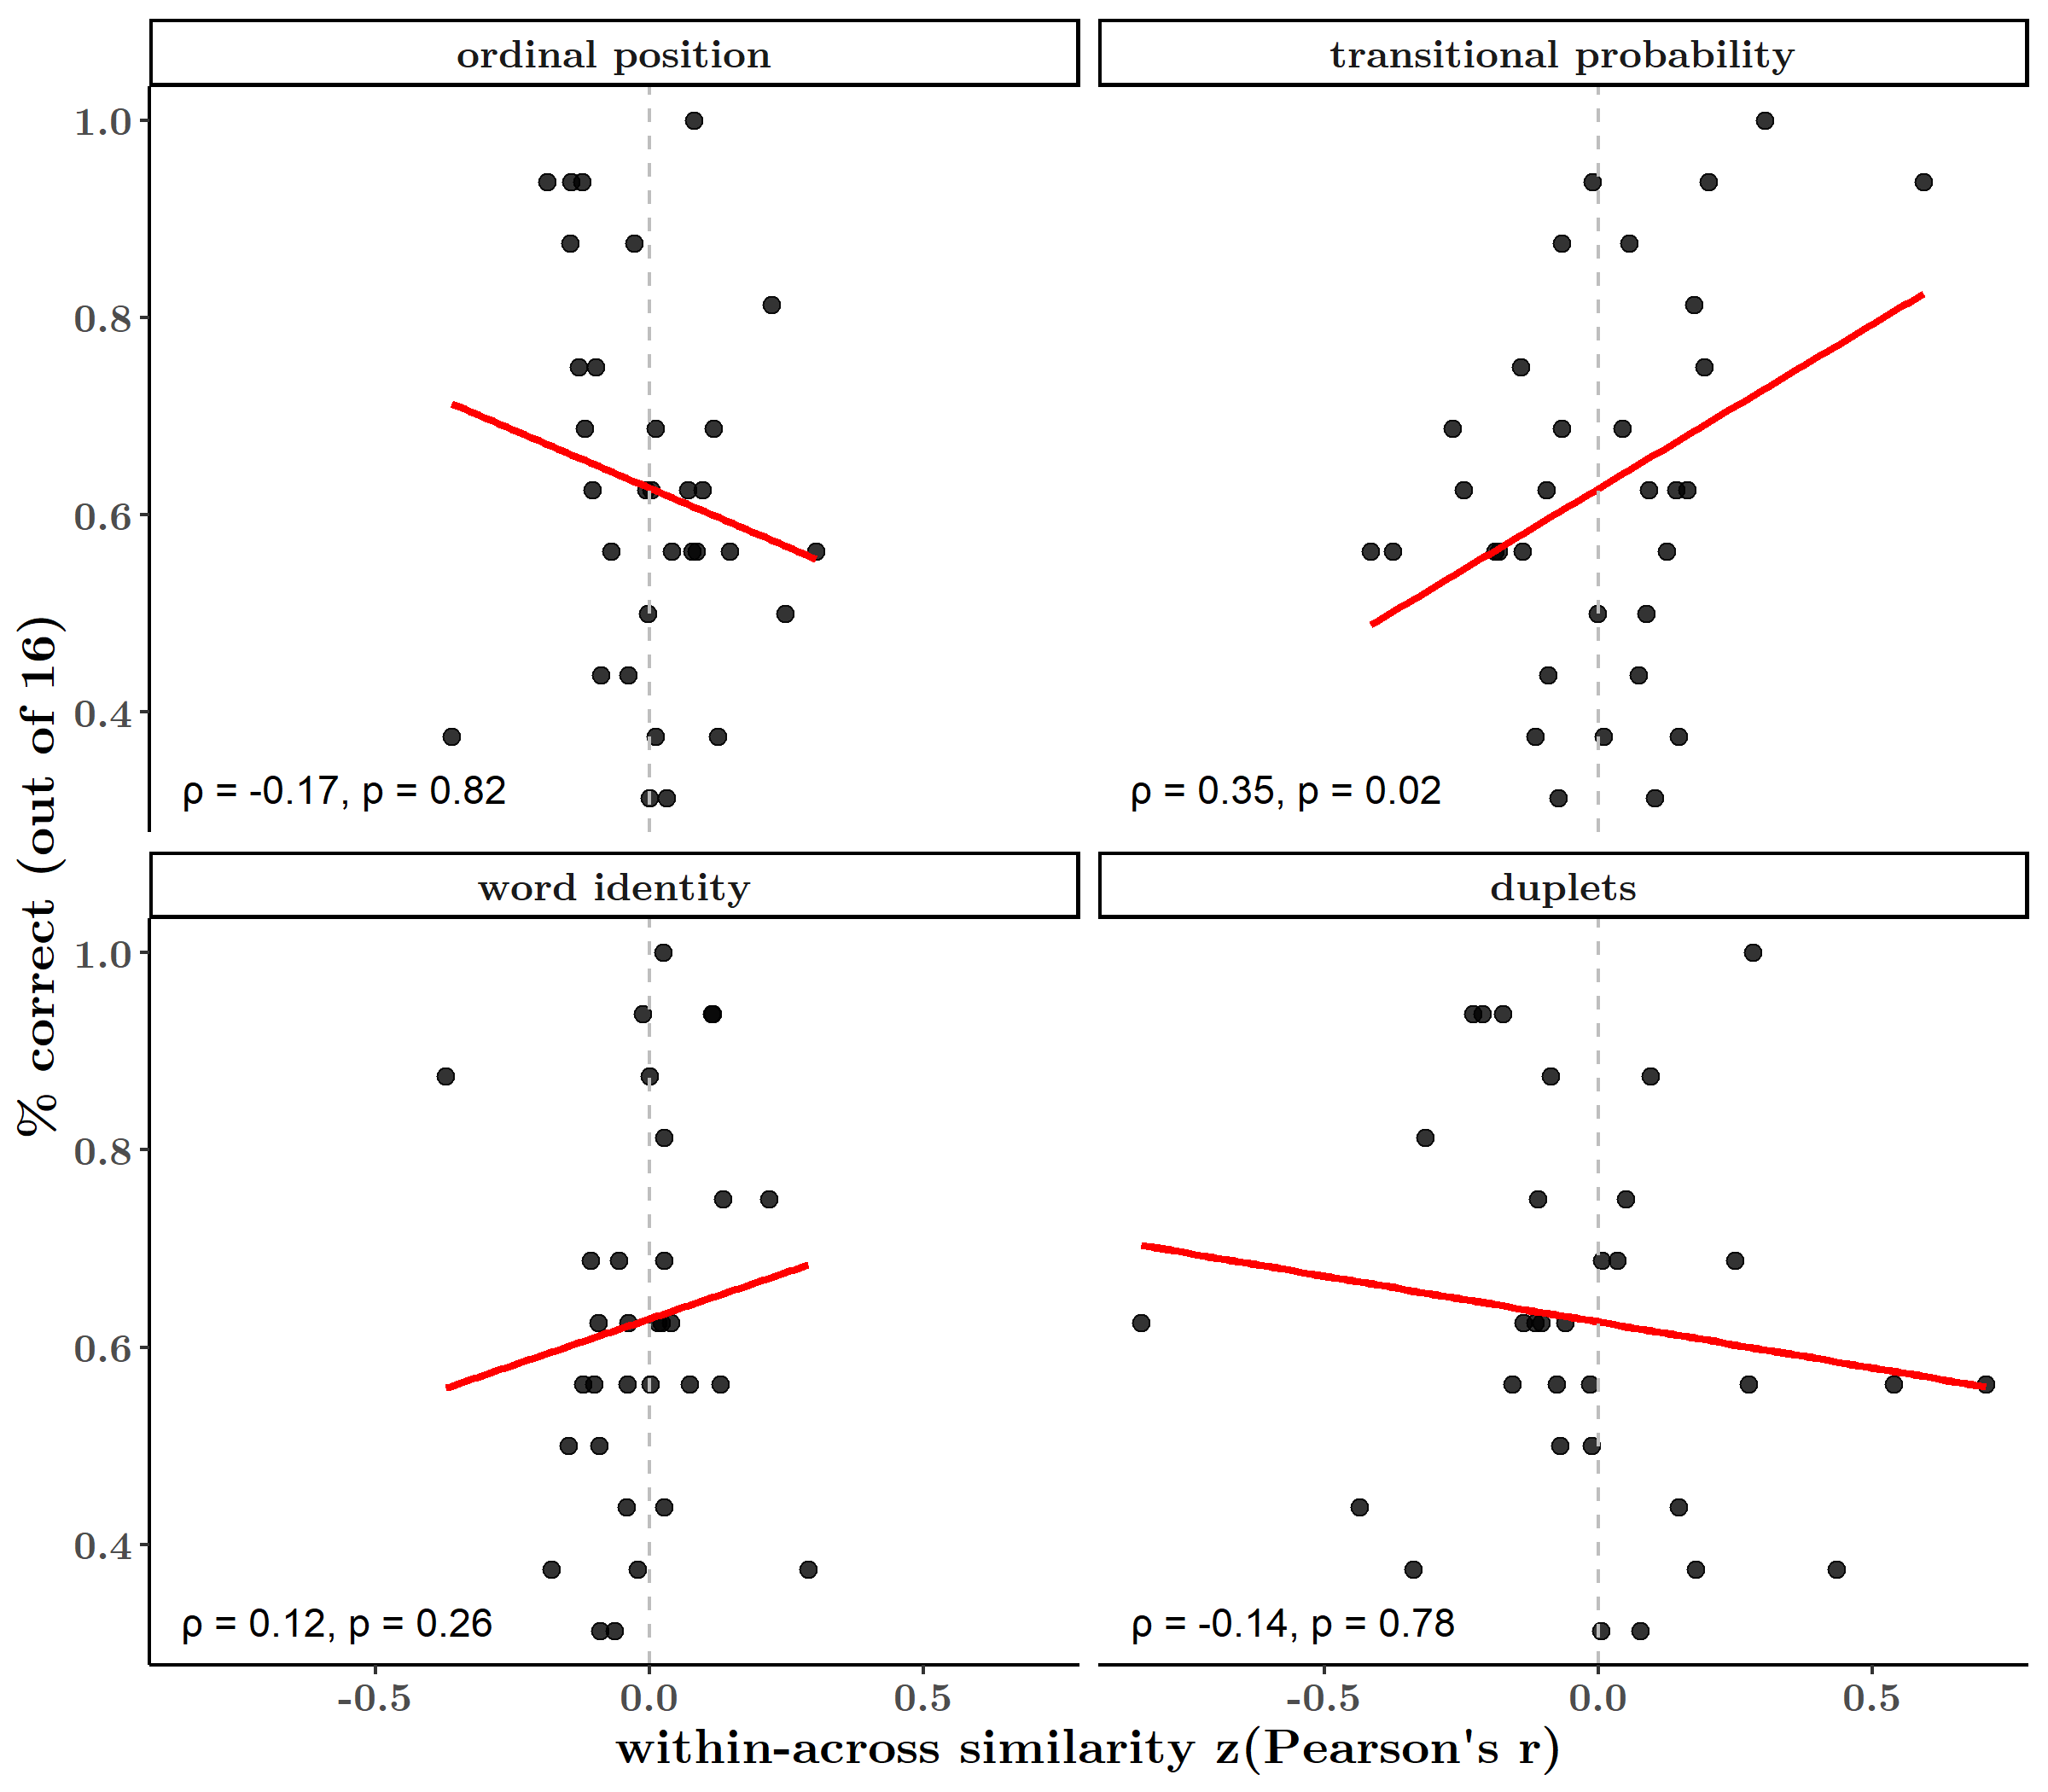 ordinal position
transitional probability
1.0
0.8
0.6
0.4
ρ = -0.17, p = 0.82
ρ = 0.35, p = 0.02
% correct (out of 16)
word identity
duplets
1.0
0.8
0.6
0.4
ρ = 0.12, p = 0.26
ρ = -0.14, p = 0.78
-0.5 0.0 0.5
-0.5 0.0 0.5
within-across similarity z(Pearson's r)